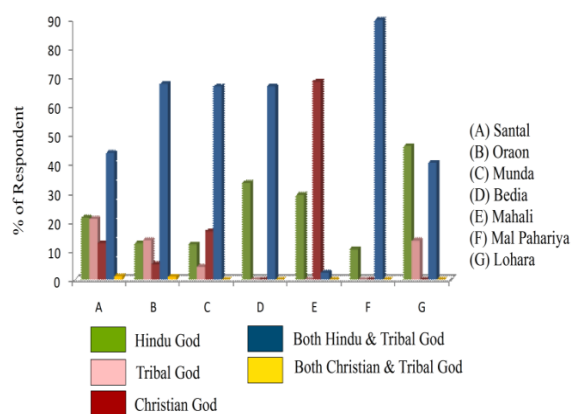 % of Respondent
90
80
70
60
50
40
30
20
10
0
A B C D E F G
(A) Santal
(B) Oraon
(C) Munda
(D) Bedia
(E) Mahali
(F) Mal Pahariya
(G) Lohara
Hindu God
Both Hindu & Tribal God
Tribal God
Both Christian & Tribal God
Christian God